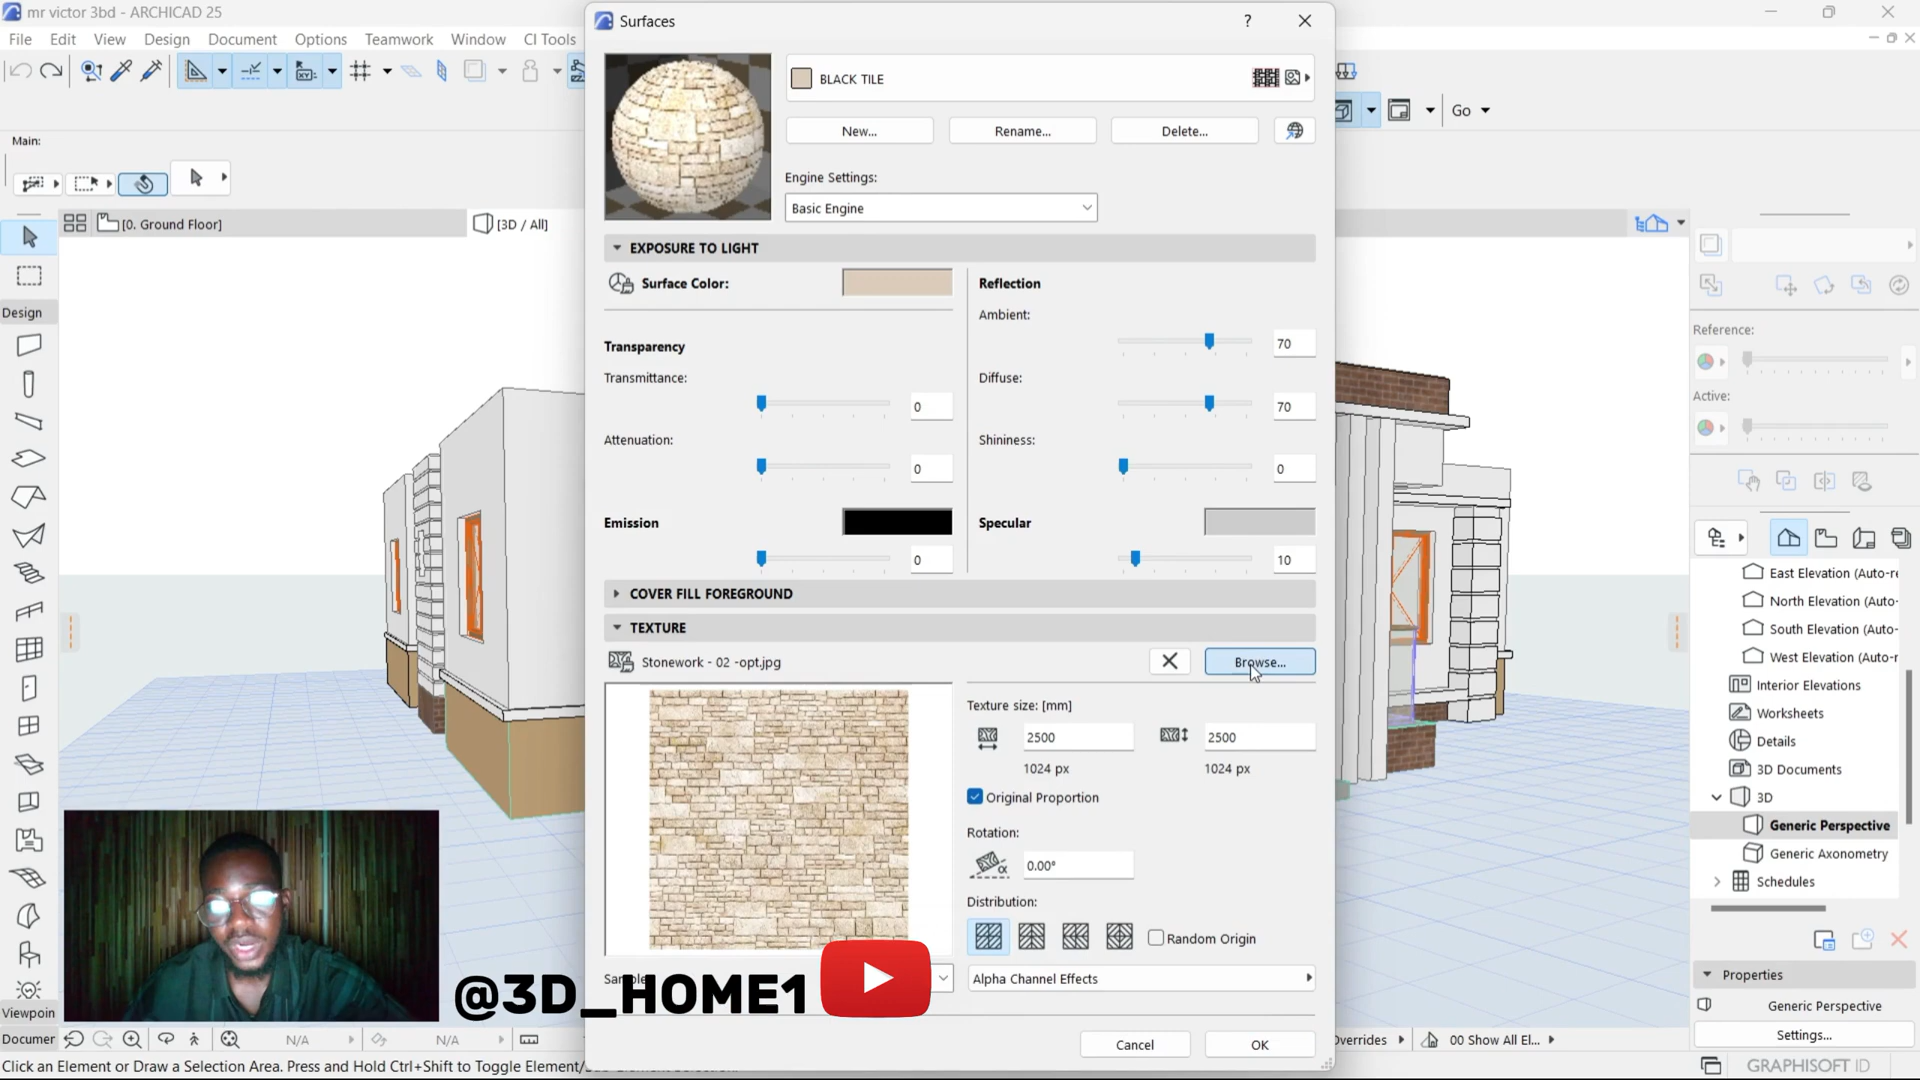 mr victor 3bd - ARCHICAD 25
File Edit View Design Document Options Teamwork Window CI Tools
Main:
[0. Ground Floor]
[3D / All]
Design
Viewpoin
Documer
N/A
N/A
Click an Element or Draw a Selection Area. Press and Hold Ctrl+Shift to Toggle Element/
Surfaces
?
BLACK TILE
New...
Rename...
Delete...
Engine Settings:
Basic Engine
EXPOSURE TO LIGHT
Surface Color:
Transparency
Transmittance:
0
Attenuation:
0
Emission
0
Reflection
Ambient:
70
Diffuse:
70
Shininess:
0
Specular
10
COVER FILL FOREGROUND
TEXTURE
Stonework - 02 -opt.jpg
Browse...
Texture size: [mm]
2500
2500
1024 px
1024 px
Original Proportion
Rotation:
α
0.00°
Distribution:
Random Origin
Alpha Channel Effects
@3D_HOME1
Cancel
OK
Go
Reference:
Active:
East Elevation (Auto-r
North Elevation (Auto-
South Elevation (Auto-
West Elevation (Auto-r
Interior Elevations
Worksheets
Details
3D Documents
3D
Generic Perspective
Generic Axonometry
Schedules
Properties
Generic Perspective
Settings...
verrides
00 Show All El...
GRAPHISOFT ID